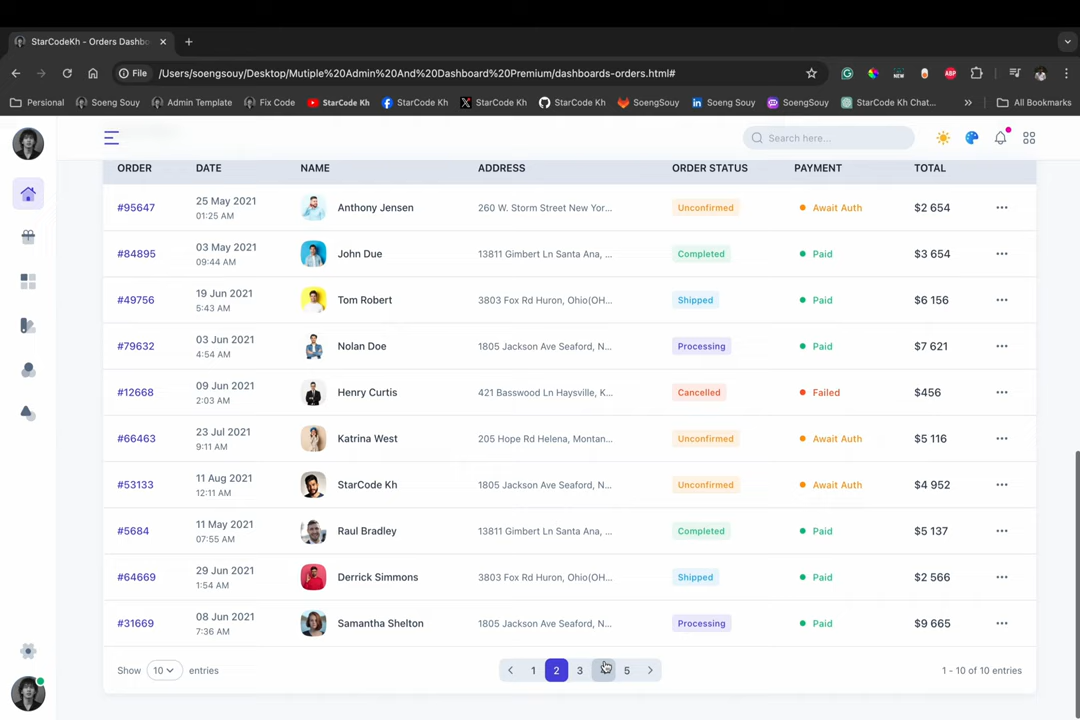 StarCodeKh - Orders Dashbo
File /Users/soengsouy/Desktop/Mutiple%20Admin%20And%20Dashboard%20Premium/dashboards-orders.html#
Personal Soeng Souy Admin Template Fix Code StarCode Kh StarCode Kh StarCode Kh StarCode Kh SoengSouy Soeng Souy SoengSouy StarCode Kh Chat... » All Bookmarks
Search here...
ORDER DATE NAME ADDRESS ORDER STATUS PAYMENT TOTAL
#95647 25 May 2021 Anthony Jensen 260 W. Storm Street New Yor... Unconfirmed Await Auth $2 654
01:25 AM
#84895 03 May 2021 John Due 13811 Gimbert Ln Santa Ana, ... Completed Paid $3 654
09:44 AM
#49756 19 Jun 2021 Tom Robert 3803 Fox Rd Huron, Ohio(OH... Shipped Paid $6 156
5:43 AM
#79632 03 Jun 2021 Nolan Doe 1805 Jackson Ave Seaford, N... Processing Paid $7 621
4:54 AM
#12668 09 Jun 2021 Henry Curtis 421 Basswood Ln Haysville, K... Cancelled Failed $456
2:03 AM
#66463 23 Jul 2021 Katrina West 205 Hope Rd Helena, Montan... Unconfirmed Await Auth $5 116
9:11 AM
#53133 11 Aug 2021 StarCode Kh 1805 Jackson Ave Seaford, N... Unconfirmed Await Auth $4 952
12:11 AM
#5684 11 May 2021 Raul Bradley 13811 Gimbert Ln Santa Ana, ... Completed Paid $5 137
07:55 AM
#64669 29 Jun 2021 Derrick Simmons 3803 Fox Rd Huron, Ohio(OH... Shipped Paid $2 566
1:54 AM
#31669 08 Jun 2021 Samantha Shelton 1805 Jackson Ave Seaford, N... Processing Paid $9 665
7:36 AM
Show 10 entries 1 2 3 5 1 - 10 of 10 entries